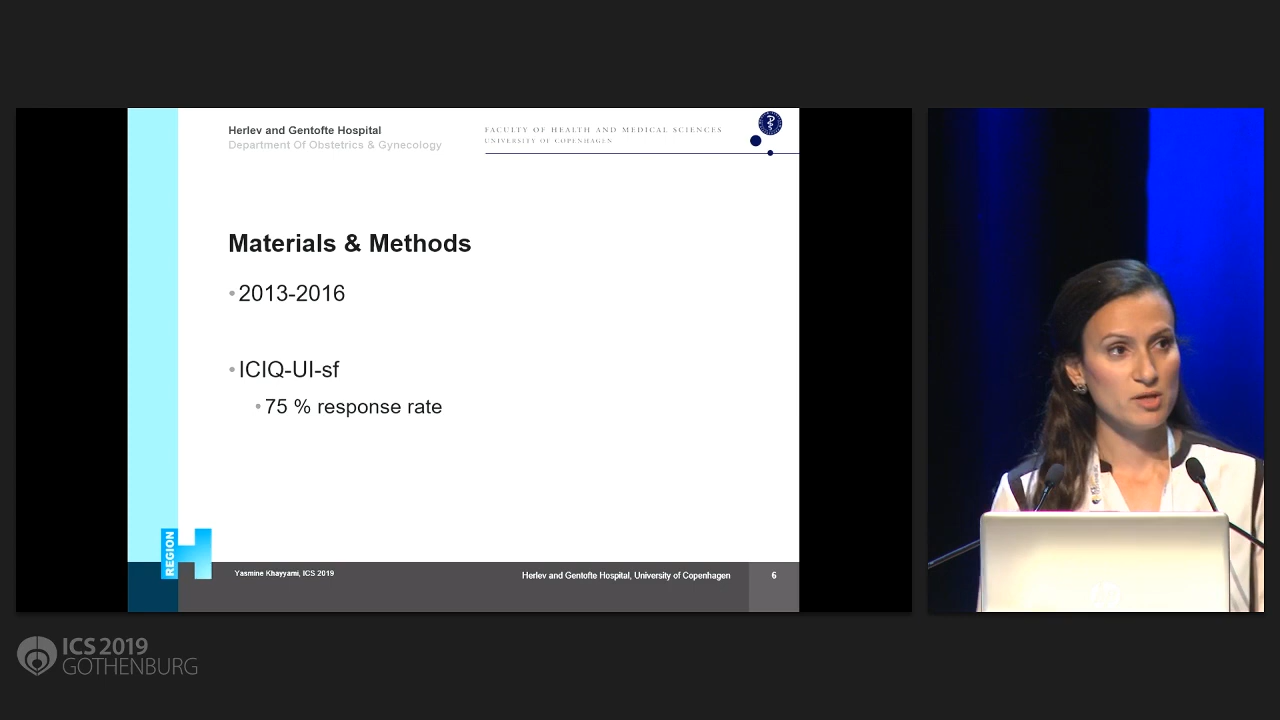 Herlev and Gentofte Hospital
Department Of Obstetrics & Gynecology
FACULTY OF HEALTH AND MEDICAL SCIENCES
UNIVERSITY OF COPENHAGEN
Materials & Methods
•2013-2016
•ICIQ-UI-sf
•75 % response rate
REGION
H
Yasmine Khayyami, ICS 2019
Herlev and Gentofte Hospital, University of Copenhagen
6
ICS 2019
GOTHENBURG